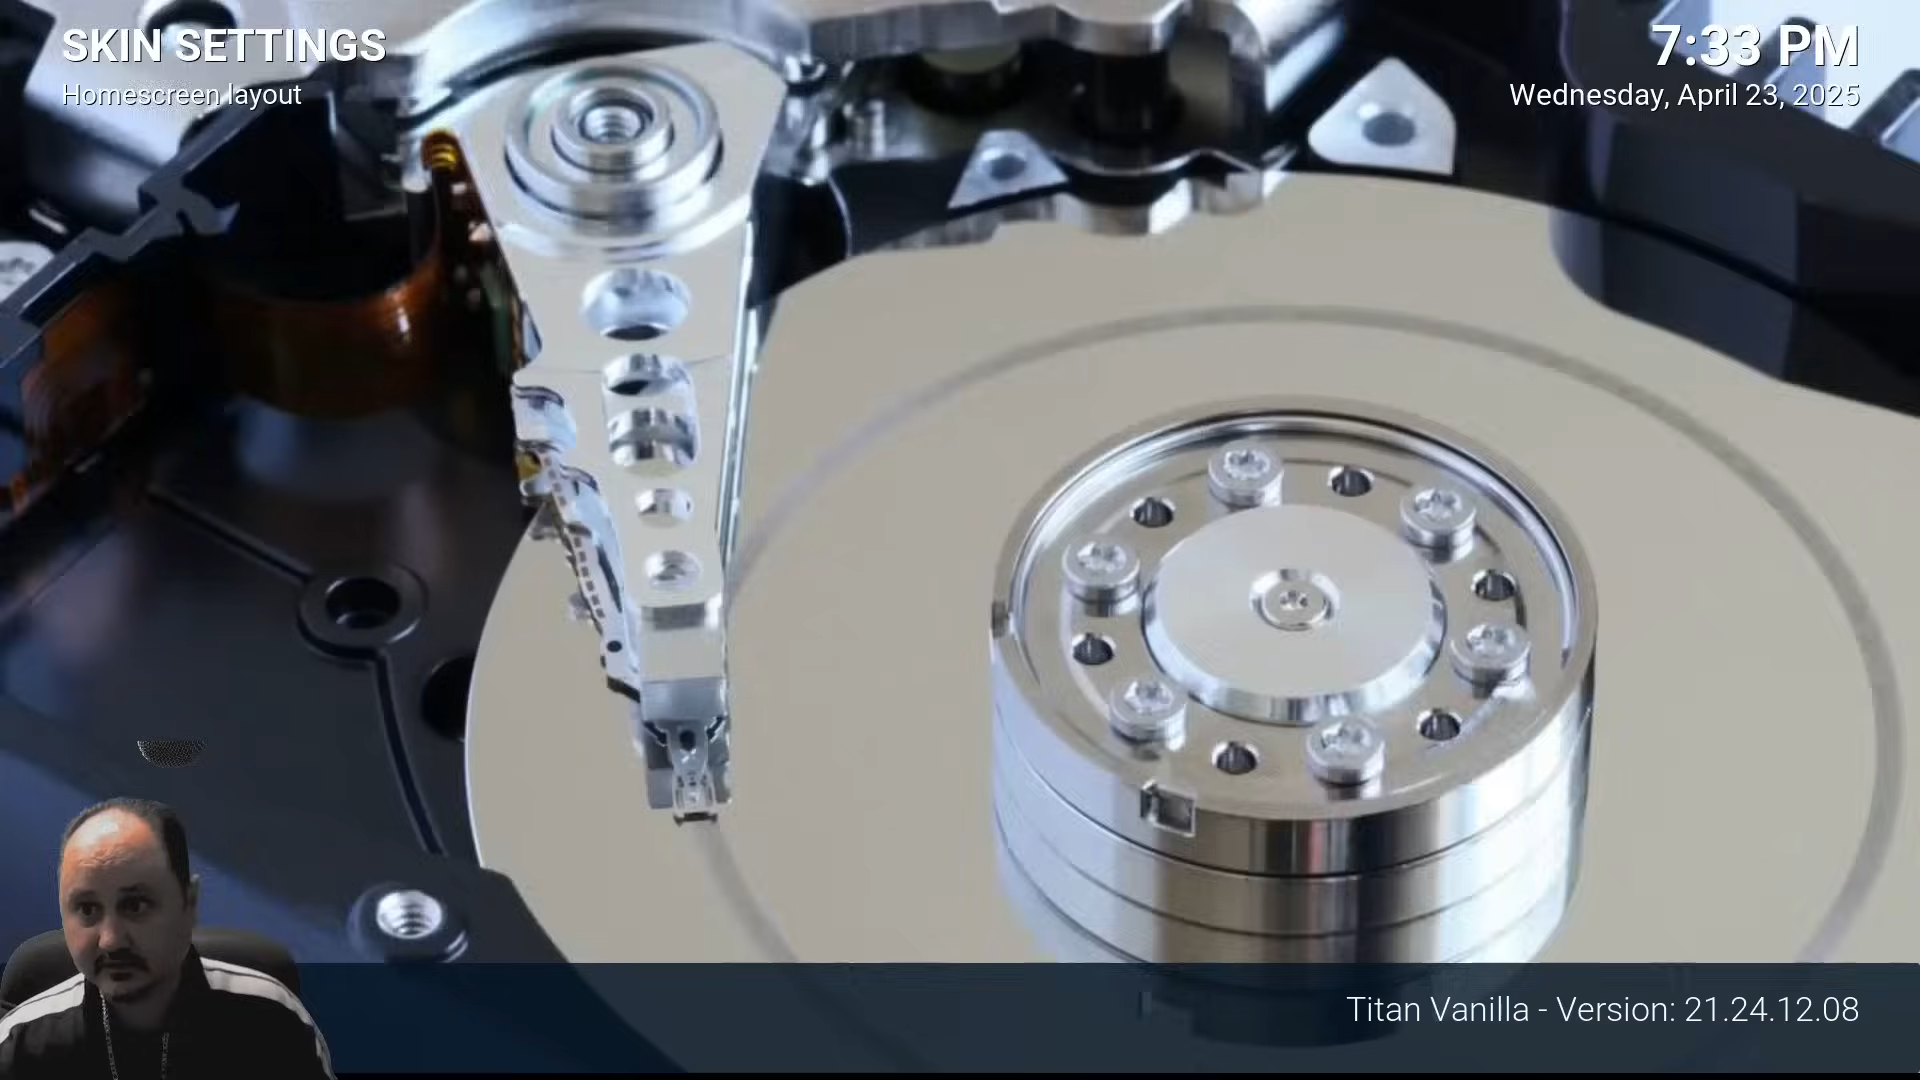 SKIN SETTINGS
Homescreen layout
7:33 PM
Wednesday, April 23, 2025
Titan Vanilla - Version: 21.24.12.08